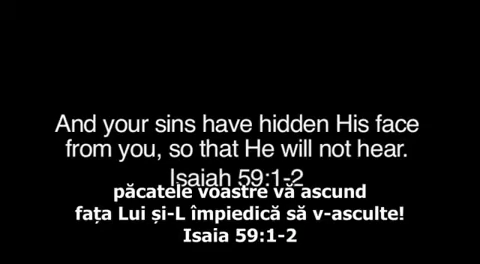 And your sins have hidden His face
from you, so that He will not hear.
Isaiah 59:1-2
păcatele voastre vă ascund
fața Lui și-L împiedică să v-asculte!
Isaia 59:1-2